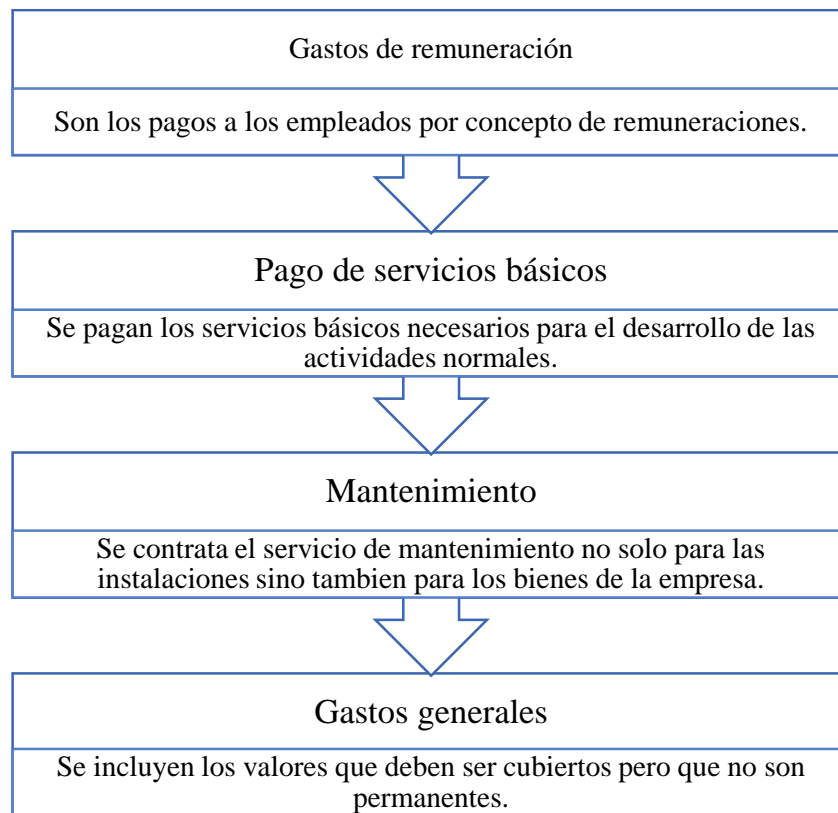 Gastos de remuneración
Son los pagos a los empleados por concepto de remuneraciones.
Pago de servicios básicos
Se pagan los servicios básicos necesarios para el desarrollo de las
actividades normales.
Mantenimiento
Se contrata el servicio de mantenimiento no solo para las
instalaciones sino tambien para los bienes de la empresa.
Gastos generales
Se incluyen los valores que deben ser cubiertos pero que no son
permanentes.